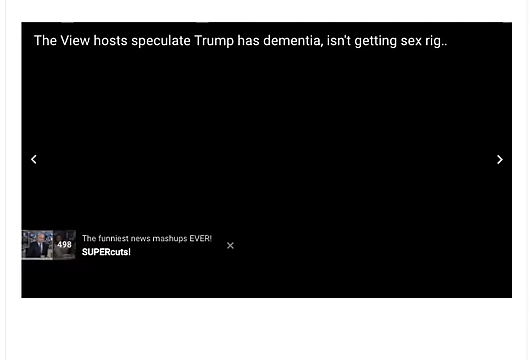 The View hosts speculate Trump has dementia, isn't getting sex rig..
498
The funniest news mashups EVER!
SUPERcuts!